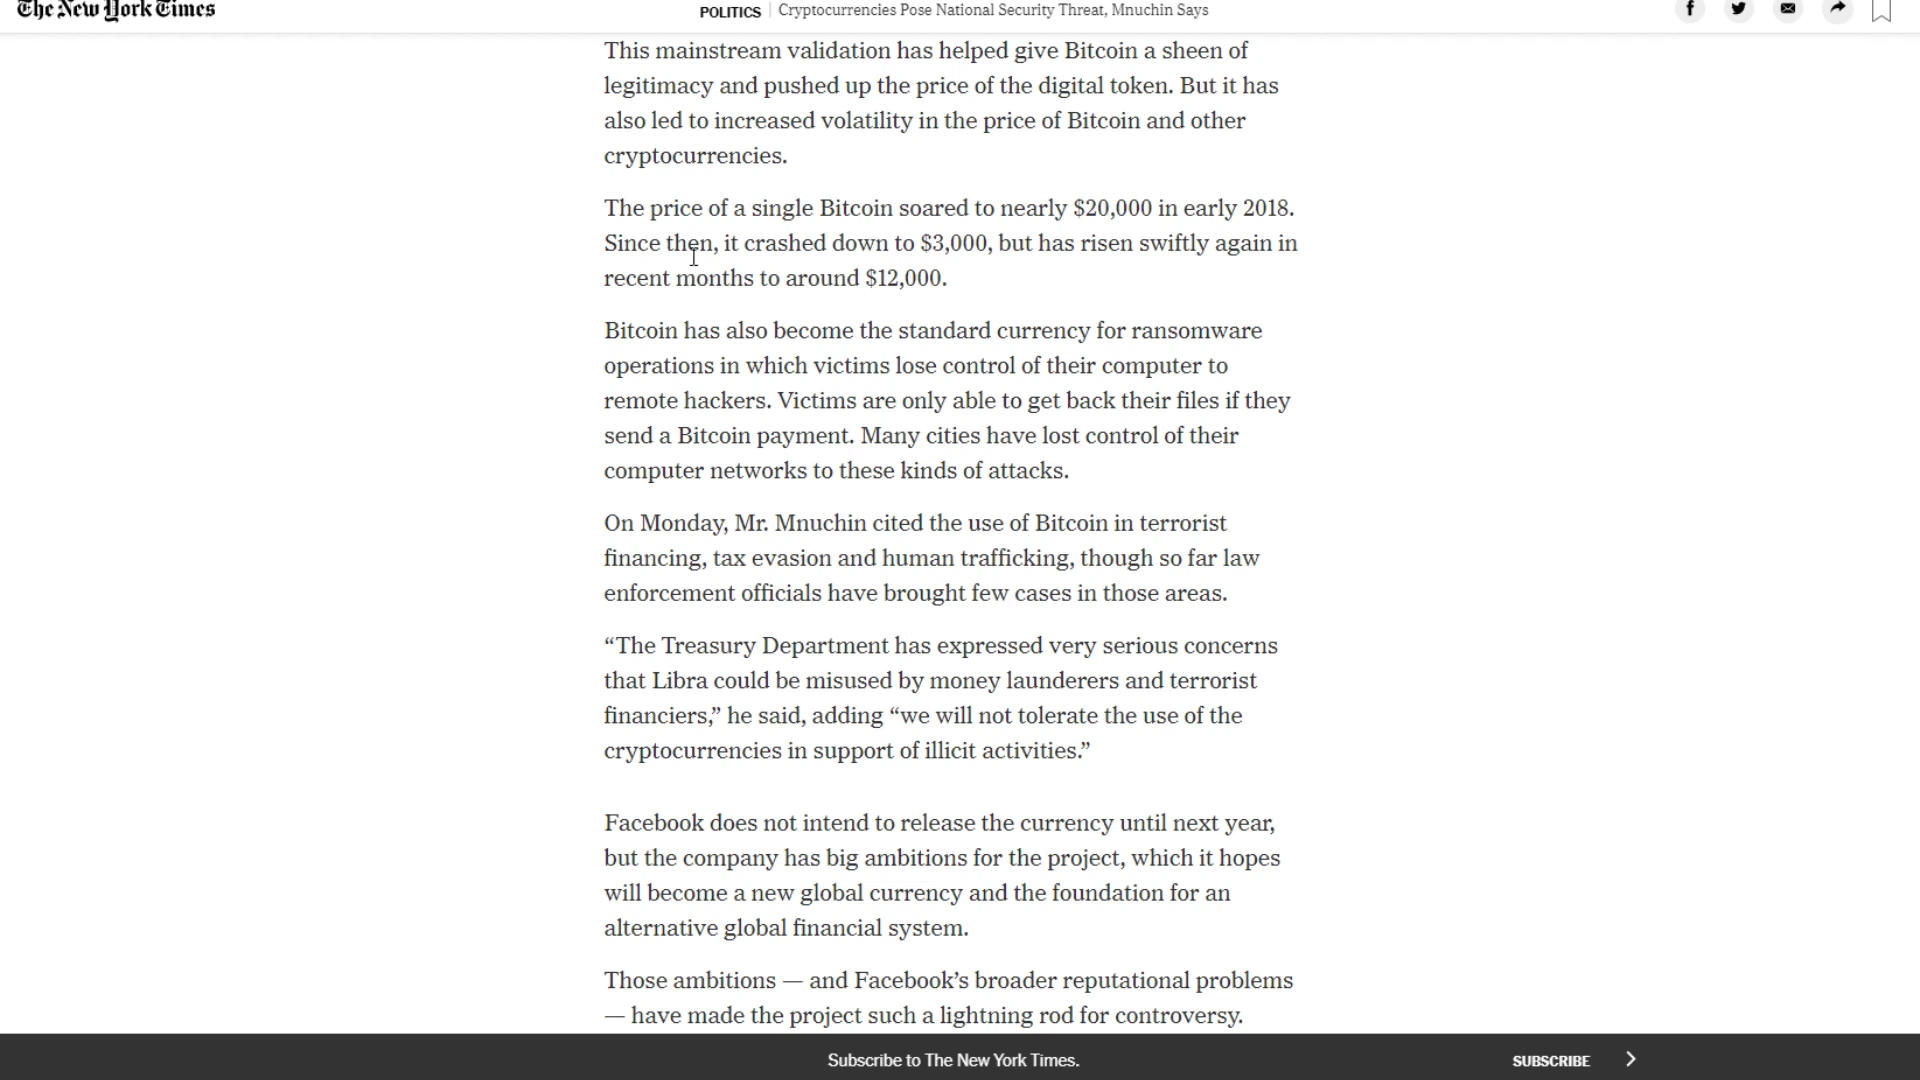 The New York Times
POLITICS | Cryptocurrencies Pose National Security Threat, Mnuchin Says
This mainstream validation has helped give Bitcoin a sheen of
legitimacy and pushed up the price of the digital token. But it has
also led to increased volatility in the price of Bitcoin and other
cryptocurrencies.
The price of a single Bitcoin soared to nearly $20,000 in early 2018.
Since then, it crashed down to $3,000, but has risen swiftly again in
recent months to around $12,000.
Bitcoin has also become the standard currency for ransomware
operations in which victims lose control of their computer to
remote hackers. Victims are only able to get back their files if they
send a Bitcoin payment. Many cities have lost control of their
computer networks to these kinds of attacks.
On Monday, Mr. Mnuchin cited the use of Bitcoin in terrorist
financing, tax evasion and human trafficking, though so far law
enforcement officials have brought few cases in those areas.
“The Treasury Department has expressed very serious concerns
that Libra could be misused by money launderers and terrorist
financiers,” he said, adding “we will not tolerate the use of the
cryptocurrencies in support of illicit activities.”
Facebook does not intend to release the currency until next year,
but the company has big ambitions for the project, which it hopes
will become a new global currency and the foundation for an
alternative global financial system.
Those ambitions — and Facebook’s broader reputational problems
— have made the project such a lightning rod for controversy.
Subscribe to The New York Times.
SUBSCRIBE